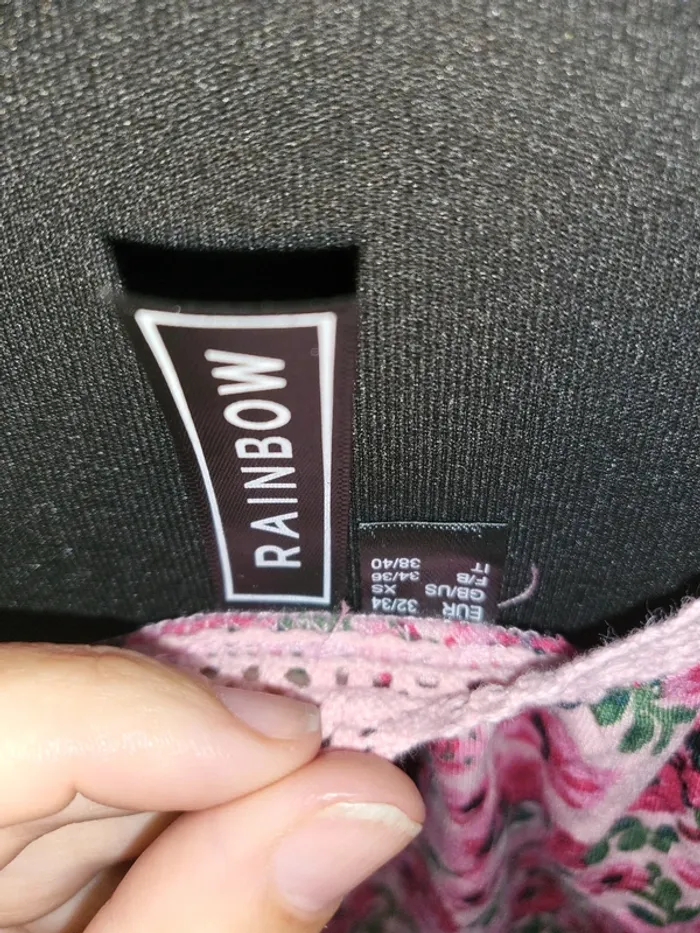 RAINBOW
EUR 32/34
GB/US XS
F/B 34/36
IT 38/40